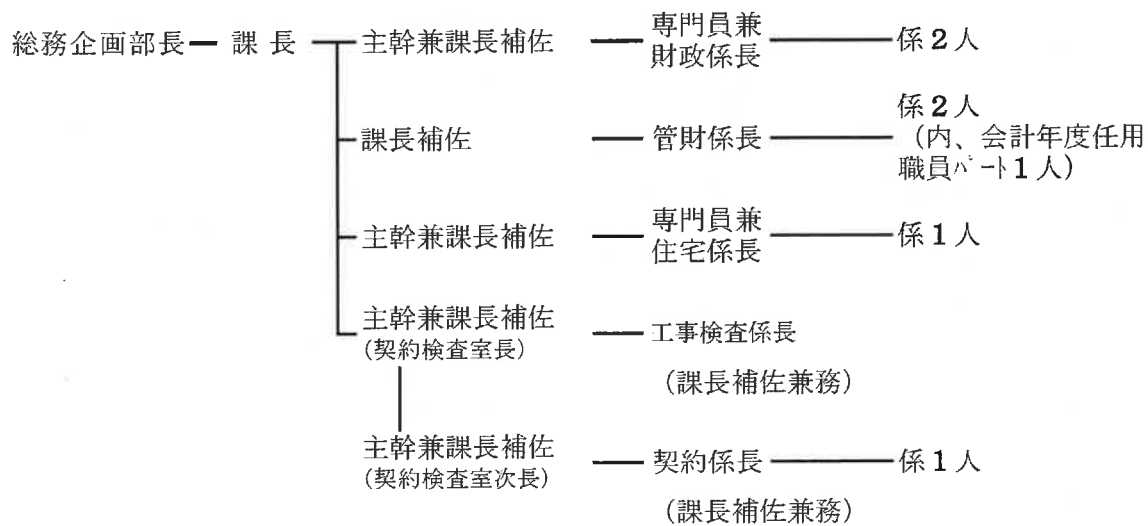 総務企画部長 課長 主幹兼課長補佐 専門員兼 係2人
財政係長
係2人
課長補佐 管財係長 (内、会計年度任用
職員パート1人)
主幹兼課長補佐 専門員兼 係1人
住宅係長
主幹兼課長補佐 工事検査係長
(契約検査室長)
(課長補佐兼務)
主幹兼課長補佐 契約係長 係1人
(契約検査室次長)
(課長補佐兼務)